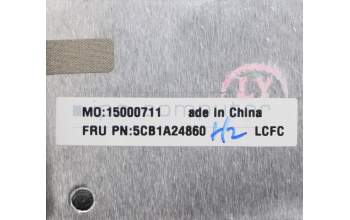 MO:15000711 ade in China
FRU PN:5CB1A24860 H2 LCFC